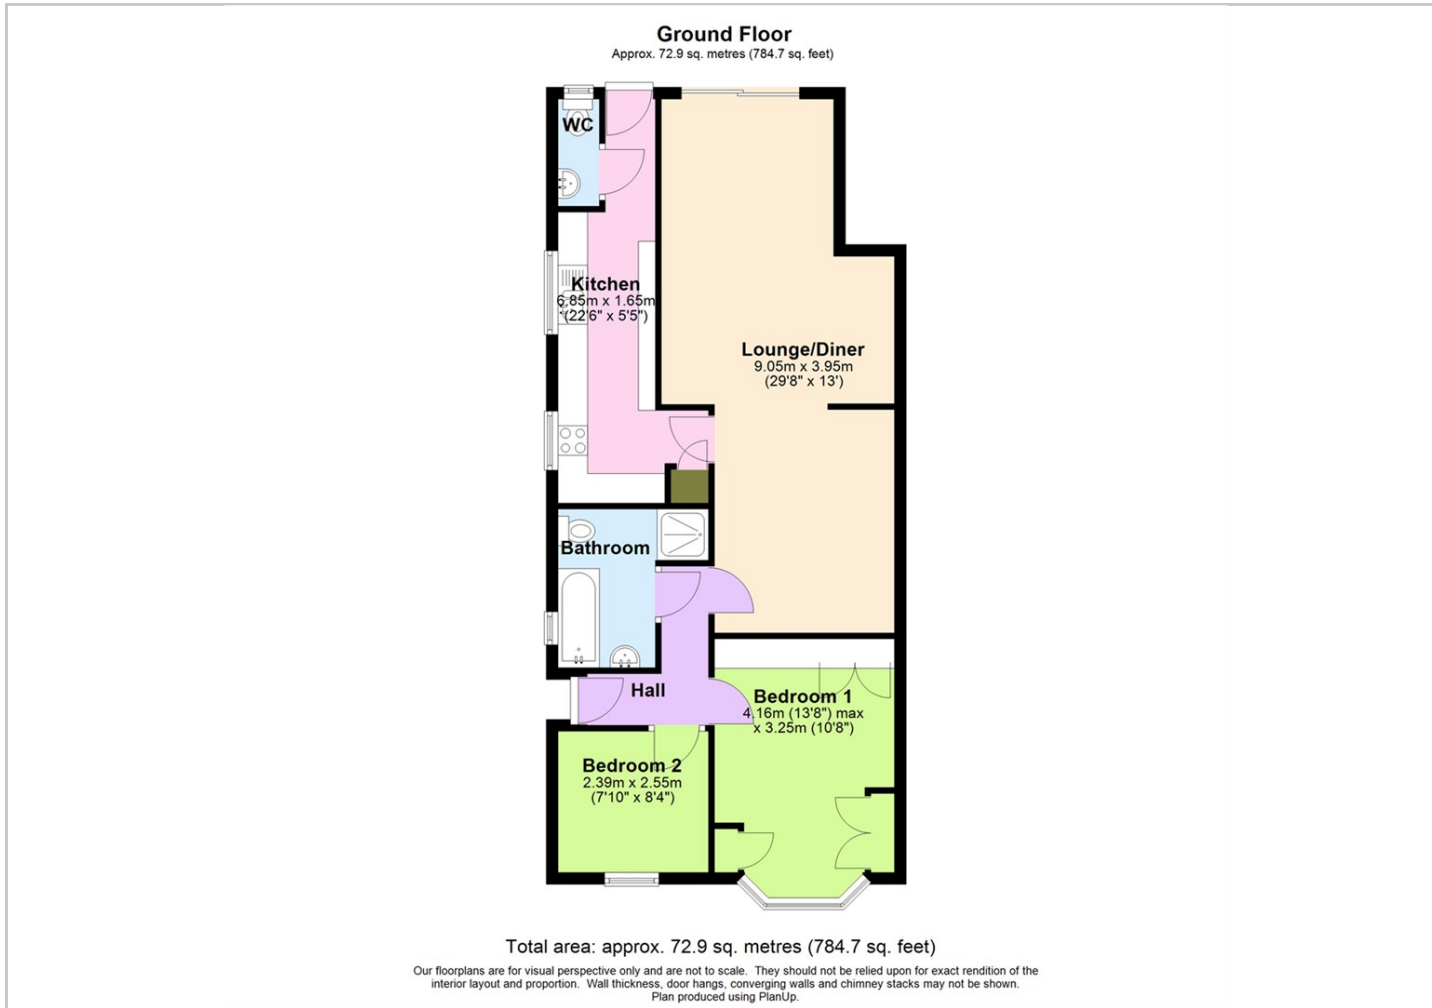 Ground Floor
Approx. 72.9 sq. metres (784.7 sq. feet)
WC
Kitchen
6.85m x 1.65m
(22'6" x 5'5")
Lounge/Diner
9.05m x 3.95m
(29'8" x 13')
Bathroom
Hall
Bedroom 1
4.16m (13'8") max
x 3.25m (10'8")
Bedroom 2
2.39m x 2.55m
(7'10" x 8'4")
Total area: approx. 72.9 sq. metres (784.7 sq. feet)
Our floorplans are for visual perspective only and are not to scale. They should not be relied upon for exact rendition of the
interior layout and proportion. Wall thickness, door hangs, converging walls and chimney stacks may not be shown.
Plan produced using PlanUp.